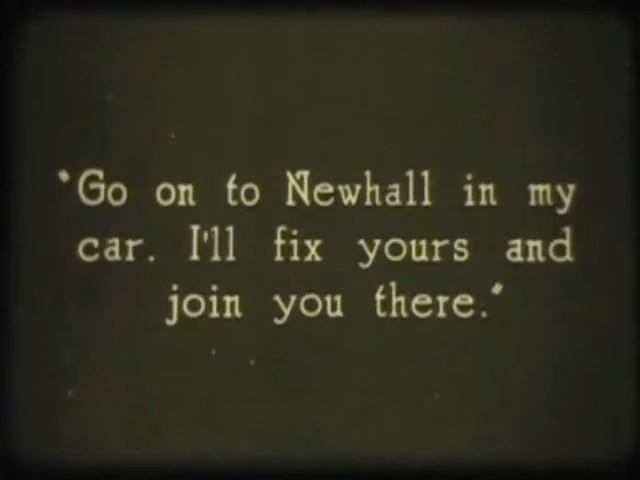 "Go on to Newhall in my
car. I'll fix yours and
join you there."